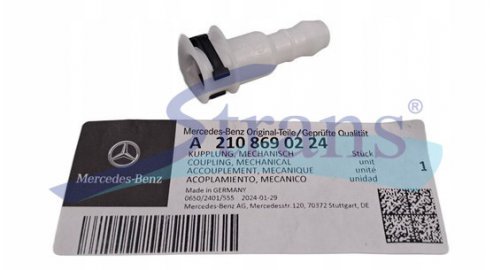 Strans®
Mercedes-Benz Original-Teile/Geprüfte Qualität
A 210 869 02 24
KUPPLUNG, MECHANISCH Stück
COUPLING, MECHANICAL unit
ACCOUPLEMENT, MECANIQUE unité 1
ACOPLAMIENTO, MECANICO unidad
Mercedes-Benz
Made in GERMANY
0650/2401/555 2024-01-29
Mercedes-Benz AG, Mercedesstr. 120, 70372 Stuttgart, DE